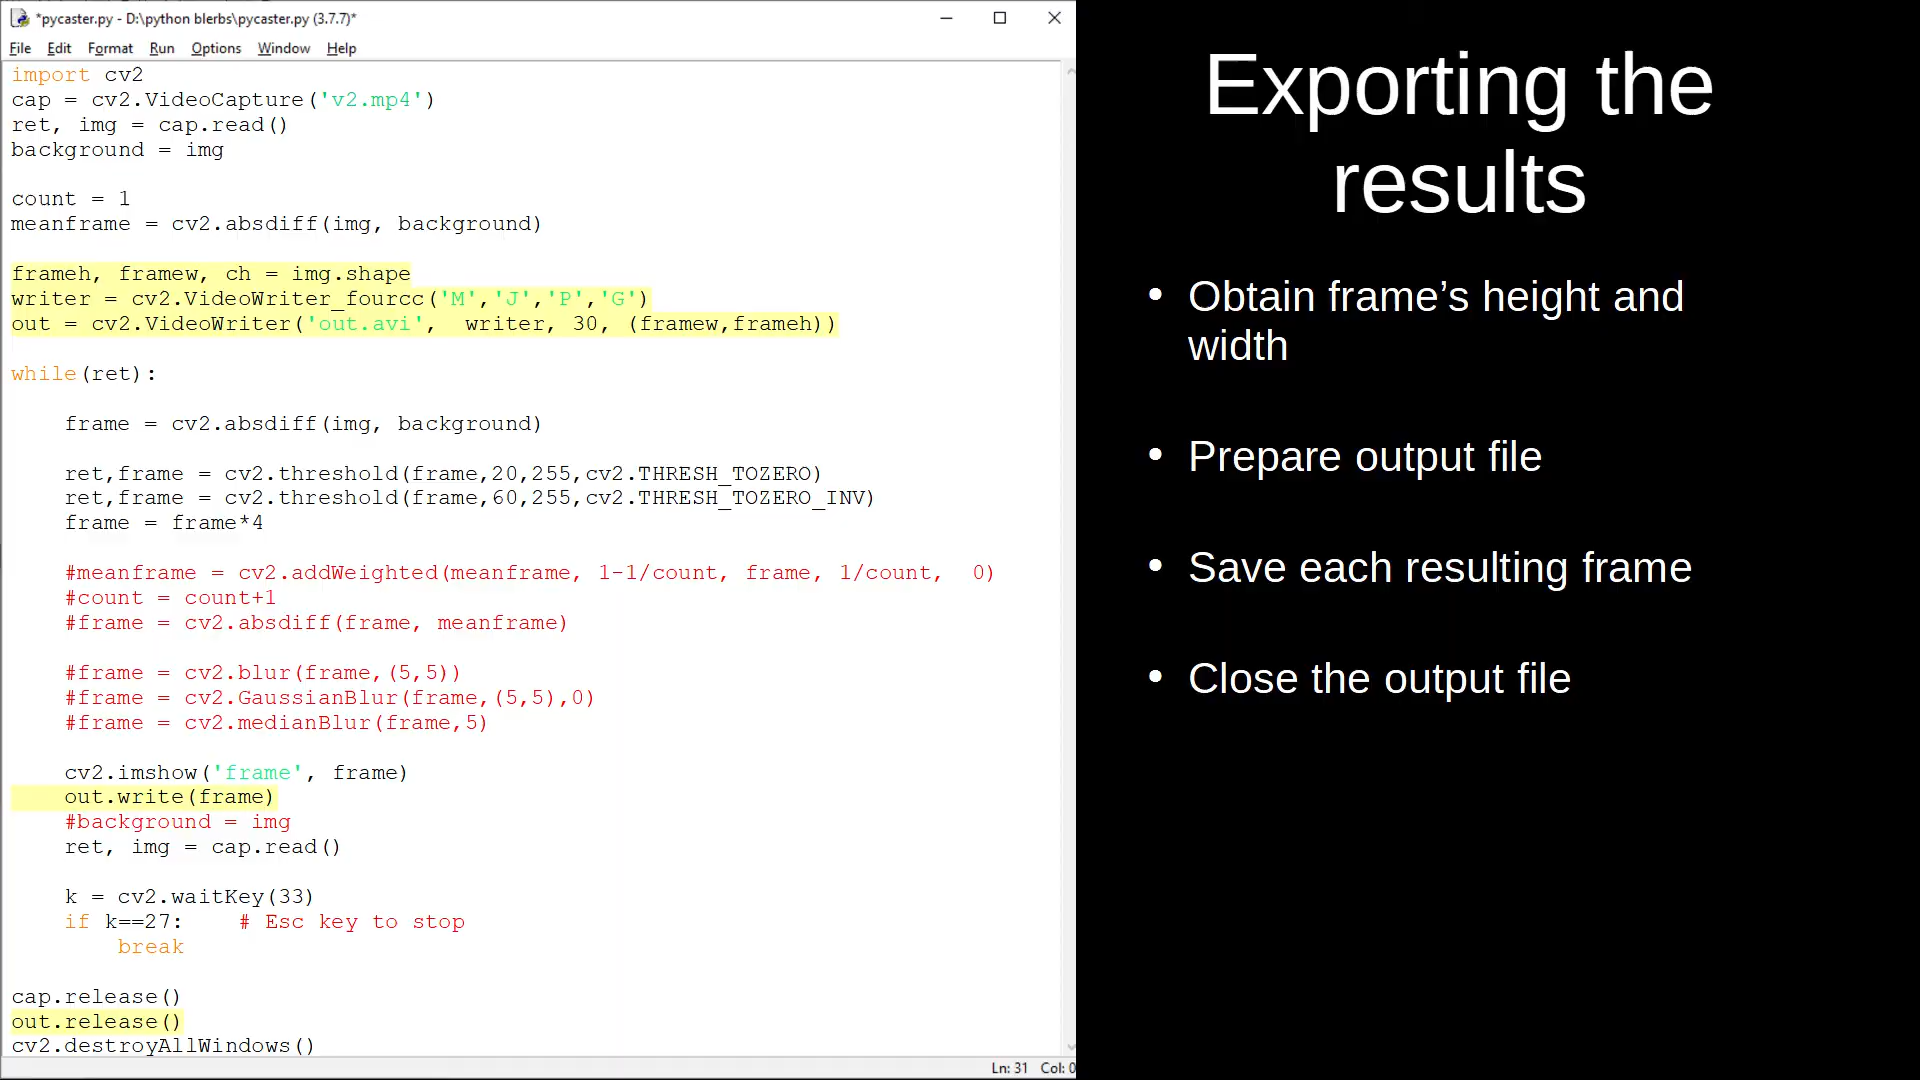 *pycaster.py - D:\python blerbs\pycaster.py (3.7.7)*
File Edit Format Run Options Window Help
import cv2
cap = cv2.VideoCapture('v2.mp4')
ret, img = cap.read()
background = img
count = 1
meanframe = cv2.absdiff(img, background)
frameh, framew, ch = img.shape
writer = cv2.VideoWriter_fourcc('M','J','P','G')
out = cv2.VideoWriter('out.avi',  writer, 30, (framew,frameh))
while(ret):
    frame = cv2.absdiff(img, background)
    ret,frame = cv2.threshold(frame,20,255,cv2.THRESH_TOZERO)
    ret,frame = cv2.threshold(frame,60,255,cv2.THRESH_TOZERO_INV)
    frame = frame*4
    #meanframe = cv2.addWeighted(meanframe, 1-1/count, frame, 1/count,  0)
    #count = count+1
    #frame = cv2.absdiff(frame, meanframe)
    #frame = cv2.blur(frame,(5,5))
    #frame = cv2.GaussianBlur(frame,(5,5),0)
    #frame = cv2.medianBlur(frame,5)
    cv2.imshow('frame', frame)
    out.write(frame)
    #background = img
    ret, img = cap.read()
    k = cv2.waitKey(33)
    if k==27:    # Esc key to stop
        break
cap.release()
out.release()
cv2.destroyAllWindows()
Ln: 31 Col: 0
Exporting the
results
• Obtain frame’s height and
width
• Prepare output file
• Save each resulting frame
• Close the output file